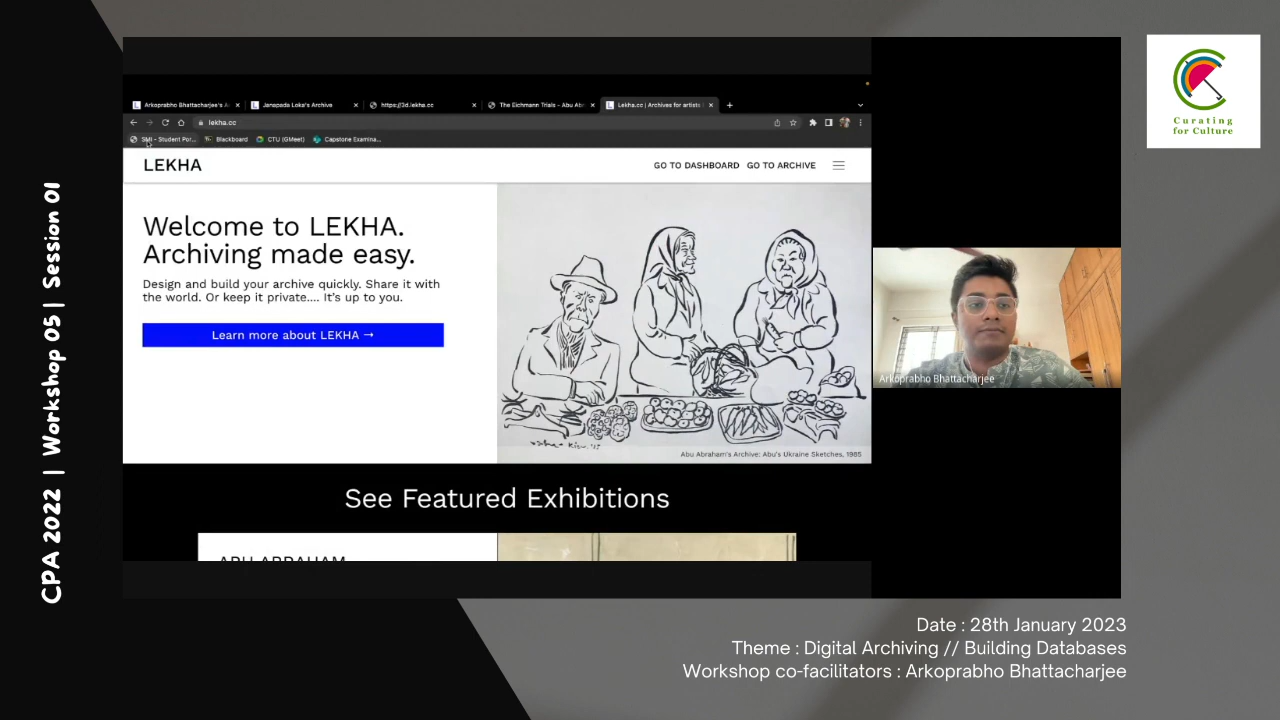 CPA 2022 | Workshop 05 | Session 01
Arkoprabho Bhattacharjee's A
Janapada Loka's Archive
https://2d.lekha.cc
The Eichmann Trials - Abu Ab
Lekha.cc | Archives for artists
lekha.cc
SMI - Student Por...
Blackboard
CTU (GMeet)
Capstone Examina...
LEKHA
GO TO DASHBOARD
GO TO ARCHIVE
Welcome to LEKHA.
Archiving made easy.
Design and build your archive quickly. Share it with
the world. Or keep it private.... It's up to you.
Learn more about LEKHA →
Abu Abraham's Archive: Abu's Ukraine Sketches, 1985
See Featured Exhibitions
ABU ABRAHAM
Arkoprabho Bhattacharjee
Curating
for Culture
Date : 28th January 2023
Theme : Digital Archiving // Building Databases
Workshop co-facilitators : Arkoprabho Bhattacharjee